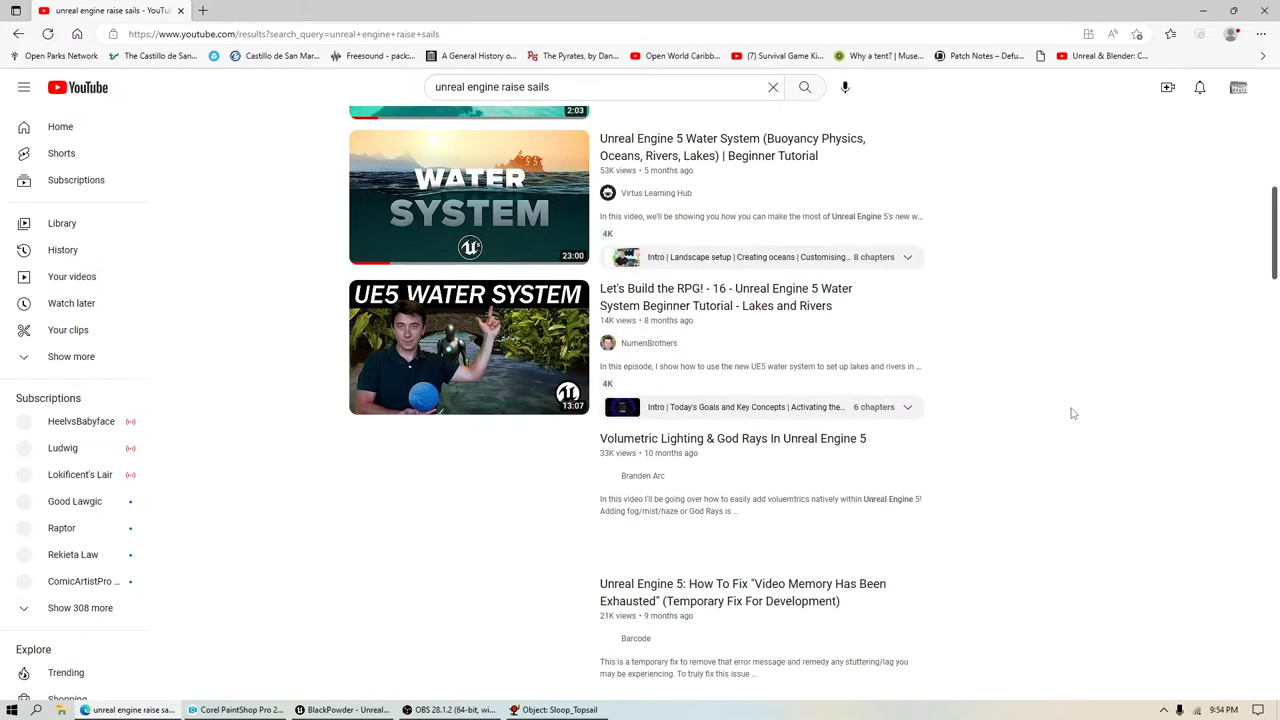 unreal engine raise sails - YouTu
https://www.youtube.com/results?search_query=unreal+engine+raise+sails
Open Parks Network
The Castillo de San...
Castillo de San Mar...
Freesound - pack:...
A General History o...
The Pyrates, by Dan...
Open World Caribb...
(7) Survival Game Ki...
Why a tent? | Muse...
Patch Notes – Defu...
Unreal & Blender: C...
YouTube
unreal engine raise sails
Home
Shorts
Subscriptions
Library
History
Your videos
Watch later
Your clips
Show more
Subscriptions
HeelvsBabyface
Ludwig
Lokificent's Lair
Good Lawgic
Raptor
Rekieta Law
ComicArtistPro ...
Show 308 more
Explore
Trending
Shopping
2:03
WATER
SYSTEM
23:00
Unreal Engine 5 Water System (Buoyancy Physics,
Oceans, Rivers, Lakes) | Beginner Tutorial
53K views • 5 months ago
Virtus Learning Hub
In this video, we'll be showing you how you can make the most of Unreal Engine 5's new w...
4K
Intro | Landscape setup | Creating oceans | Customising... 8 chapters
UE5 WATER SYSTEM
13:07
Let's Build the RPG! - 16 - Unreal Engine 5 Water
System Beginner Tutorial - Lakes and Rivers
14K views • 8 months ago
NumenBrothers
In this episode, I show how to use the new UE5 water system to set up lakes and rivers in ...
4K
Intro | Today's Goals and Key Concepts | Activating the... 6 chapters
Volumetric Lighting & God Rays In Unreal Engine 5
33K views • 10 months ago
Branden Arc
In this video I'll be going over how to easily add voluemtrics natively within Unreal Engine 5!
Adding fog/mist/haze or God Rays is ...
Unreal Engine 5: How To Fix "Video Memory Has Been
Exhausted" (Temporary Fix For Development)
21K views • 9 months ago
Barcode
This is a temporary fix to remove that error message and remedy any stuttering/lag you
may be experiencing. To truly fix this issue ...
unreal engine raise sa...
Corel PaintShop Pro 2...
BlackPowder - Unreal...
OBS 28.1.2 (64-bit, wi...
Object: Sloop_Topsail
9:54 PM